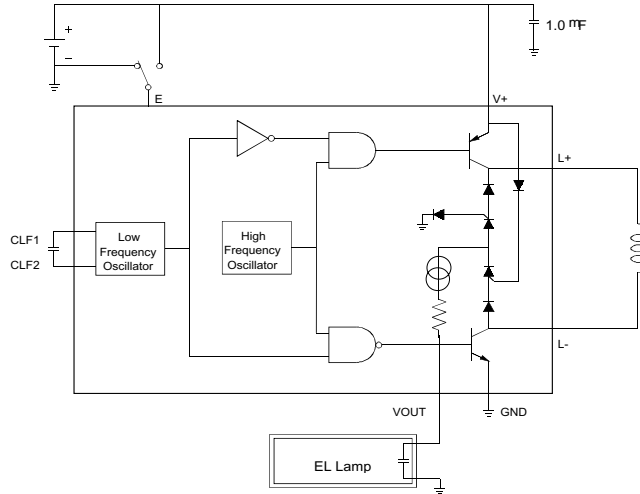 +
−
1.0 mF
E
V+
L+
CLF1
CLF2
Low
Frequency
Oscillator
High
Frequency
Oscillator
L-
VOUT
GND
EL Lamp